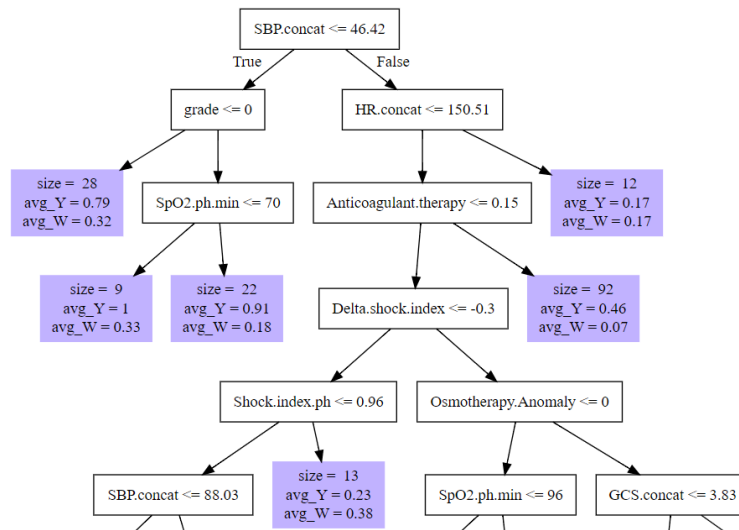 SBP.concat <= 46.42
True
False
grade <= 0
HR.concat <= 150.51
size = 28
avg_Y = 0.79
avg_W = 0.32
SpO2.ph.min <= 70
Anticoagulant.therapy <= 0.15
size = 12
avg_Y = 0.17
avg_W = 0.17
size = 9
avg_Y = 1
avg_W = 0.33
size = 22
avg_Y = 0.91
avg_W = 0.18
Delta.shock.index <= -0.3
size = 92
avg_Y = 0.46
avg_W = 0.07
Shock.index.ph <= 0.96
Osmotherapy.Anomaly <= 0
SBP.concat <= 88.03
size = 13
avg_Y = 0.23
avg_W = 0.38
SpO2.ph.min <= 96
GCS.concat <= 3.83